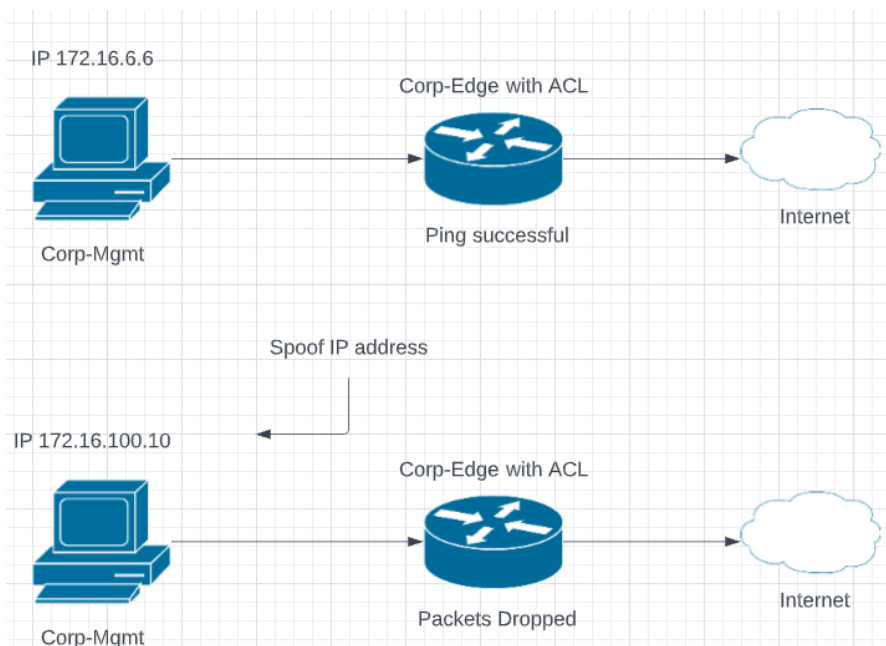 IP 172.16.6.6
Corp-Edge with ACL
Corp-Mgmt
Ping successful
Internet
Spoof IP address
IP 172.16.100.10
Corp-Edge with ACL
Corp-Mgmt
Packets Dropped
Internet